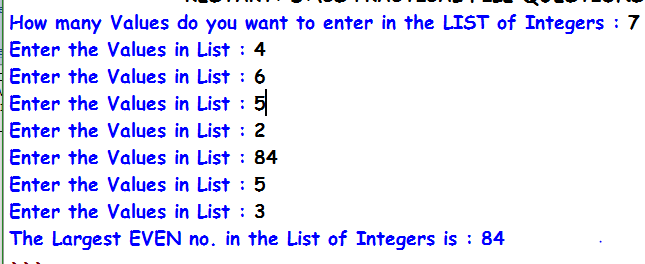 How many Values do you want to enter in the LIST of Integers : 7
Enter the Values in List : 4
Enter the Values in List : 6
Enter the Values in List : 5
Enter the Values in List : 2
Enter the Values in List : 84
Enter the Values in List : 5
Enter the Values in List : 3
The Largest EVEN no. in the List of Integers is : 84